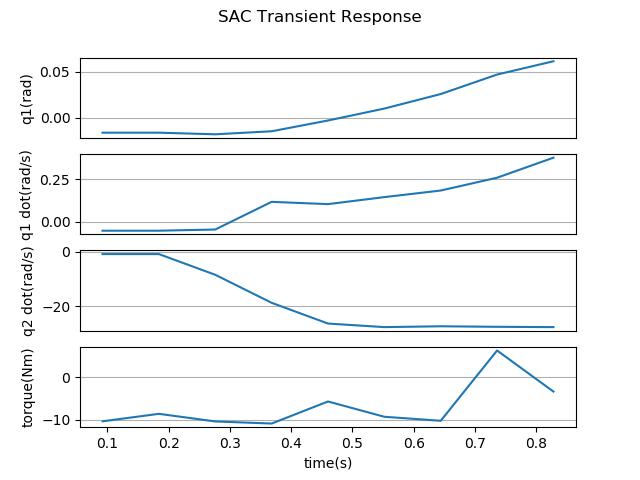 SAC Transient Response
q1(rad)
0.05
0.00
q1 dot(rad/s)
0.25
0.00
q2 dot(rad/s)
0
−20
torque(Nm)
0
−10
0.1 0.2 0.3 0.4 0.5 0.6 0.7 0.8
time(s)